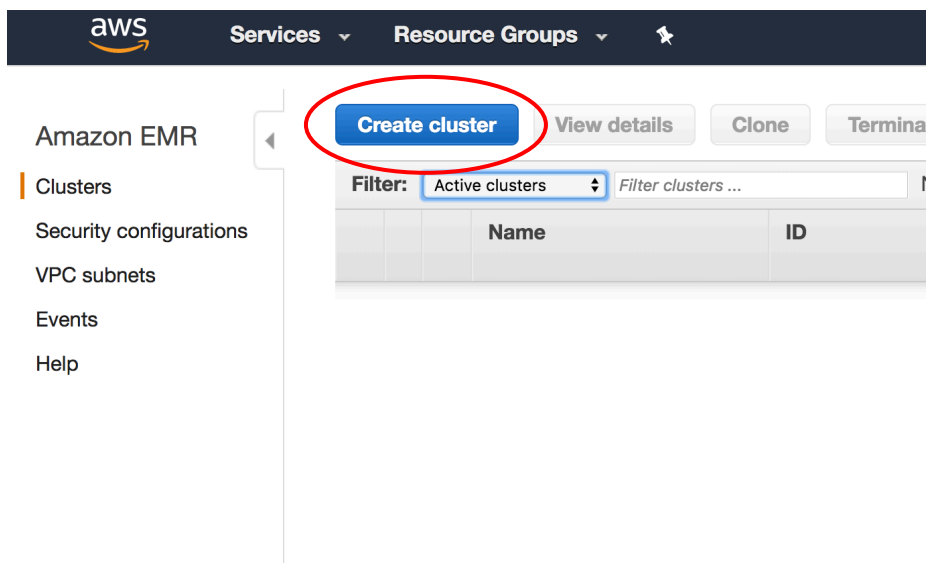 aws Services Resource Groups
Amazon EMR
Clusters
Security configurations
VPC subnets
Events
Help
Create cluster View details Clone Termina
Filter: Active clusters Filter clusters ...
Name ID